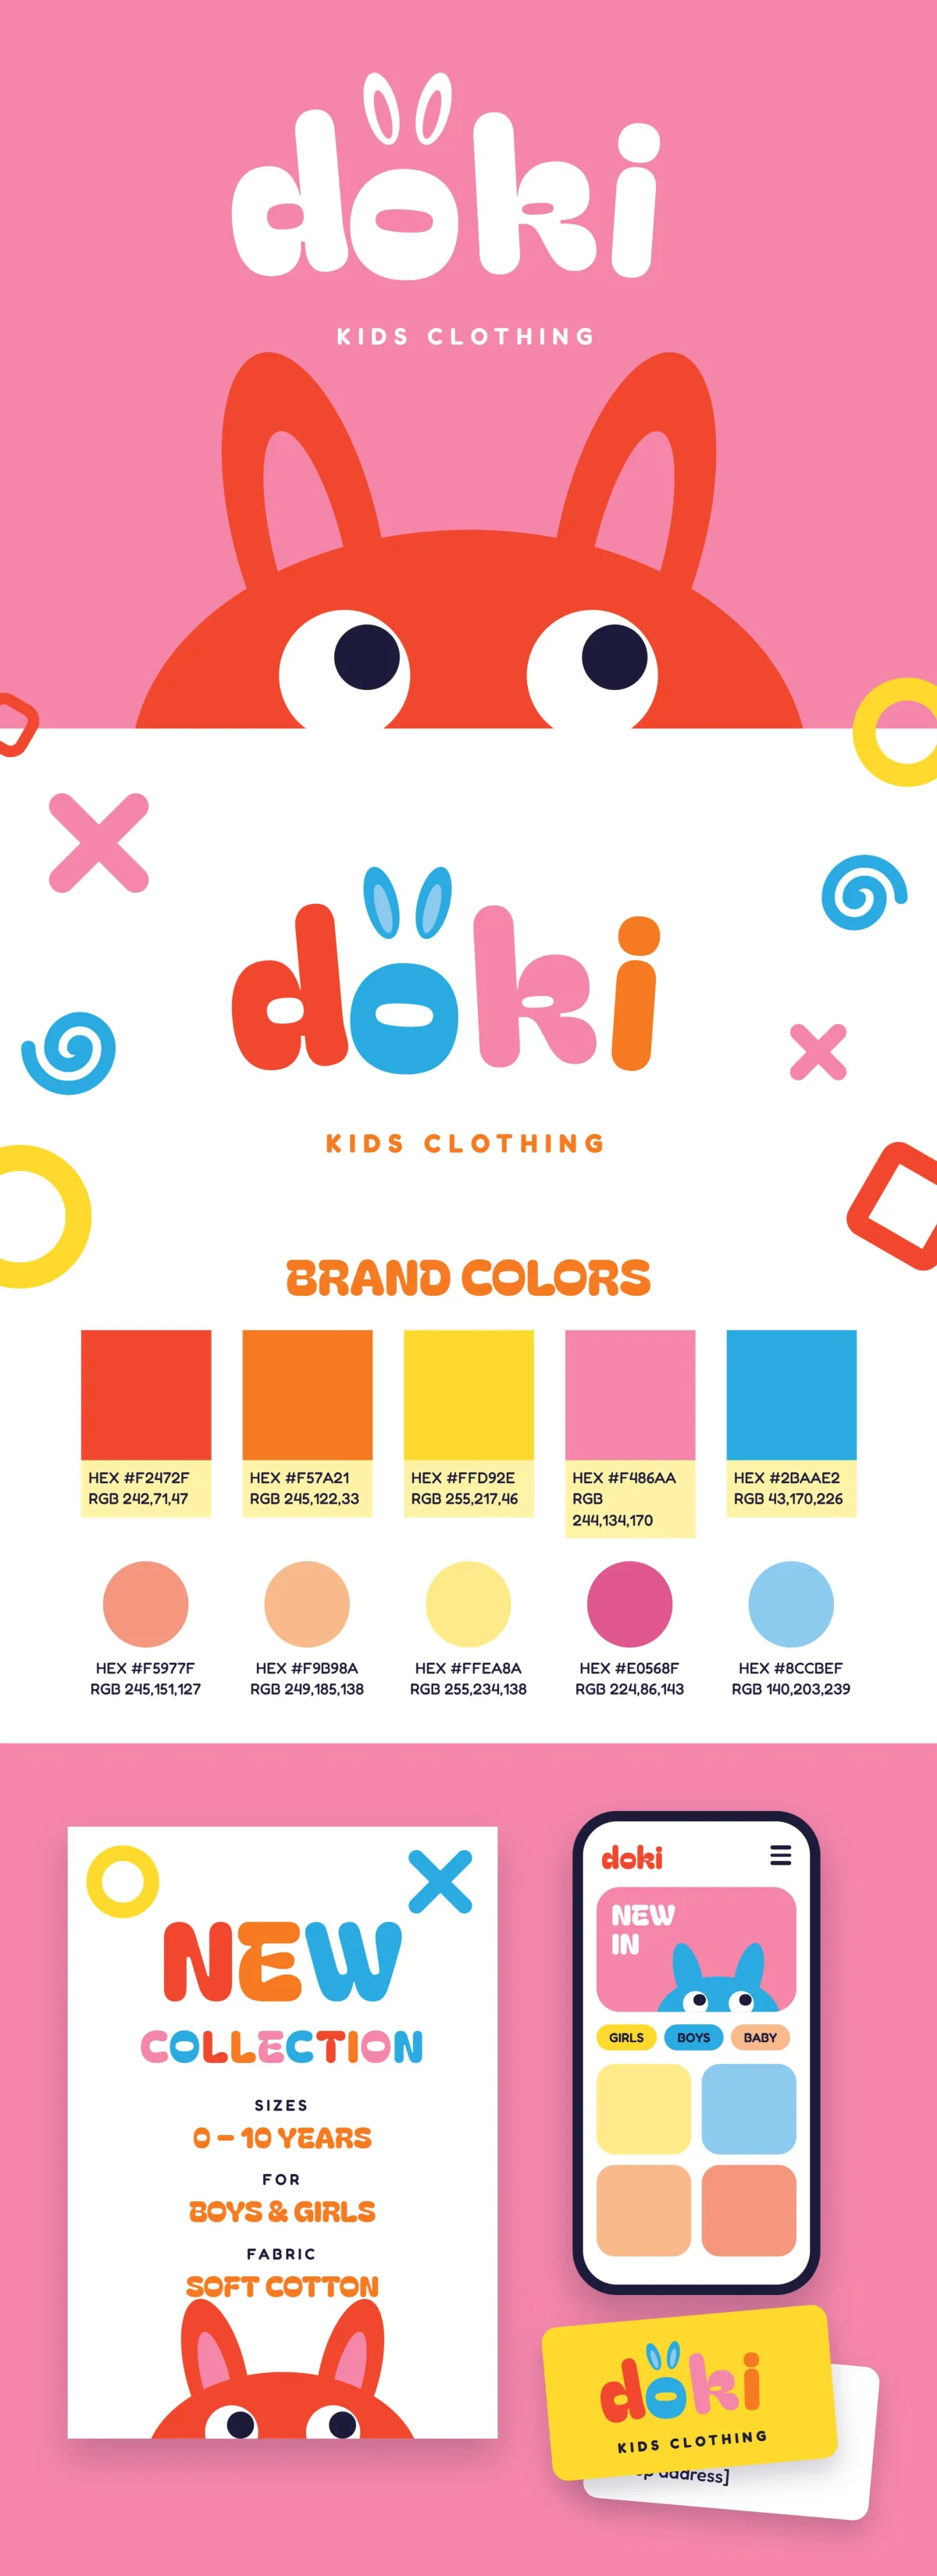 doki
KIDS CLOTHING
doki
KIDS CLOTHING
BRAND COLORS
HEX #F2472F
RGB 242,71,47
HEX #F57A21
RGB 245,122,33
HEX #FFD92E
RGB 255,217,46
HEX #F486AA
RGB
244,134,170
HEX #2BAAE2
RGB 43,170,226
HEX #F5977F
RGB 245,151,127
HEX #F9B98A
RGB 249,185,138
HEX #FFEA8A
RGB 255,234,138
HEX #E0568F
RGB 224,86,143
HEX #8CCBEF
RGB 140,203,239
NEW
COLLECTION
SIZES
0 – 10 YEARS
FOR
BOYS & GIRLS
FABRIC
SOFT COTTON
doki
NEW
IN
GIRLS
BOYS
BABY
doki
KIDS CLOTHING
address]